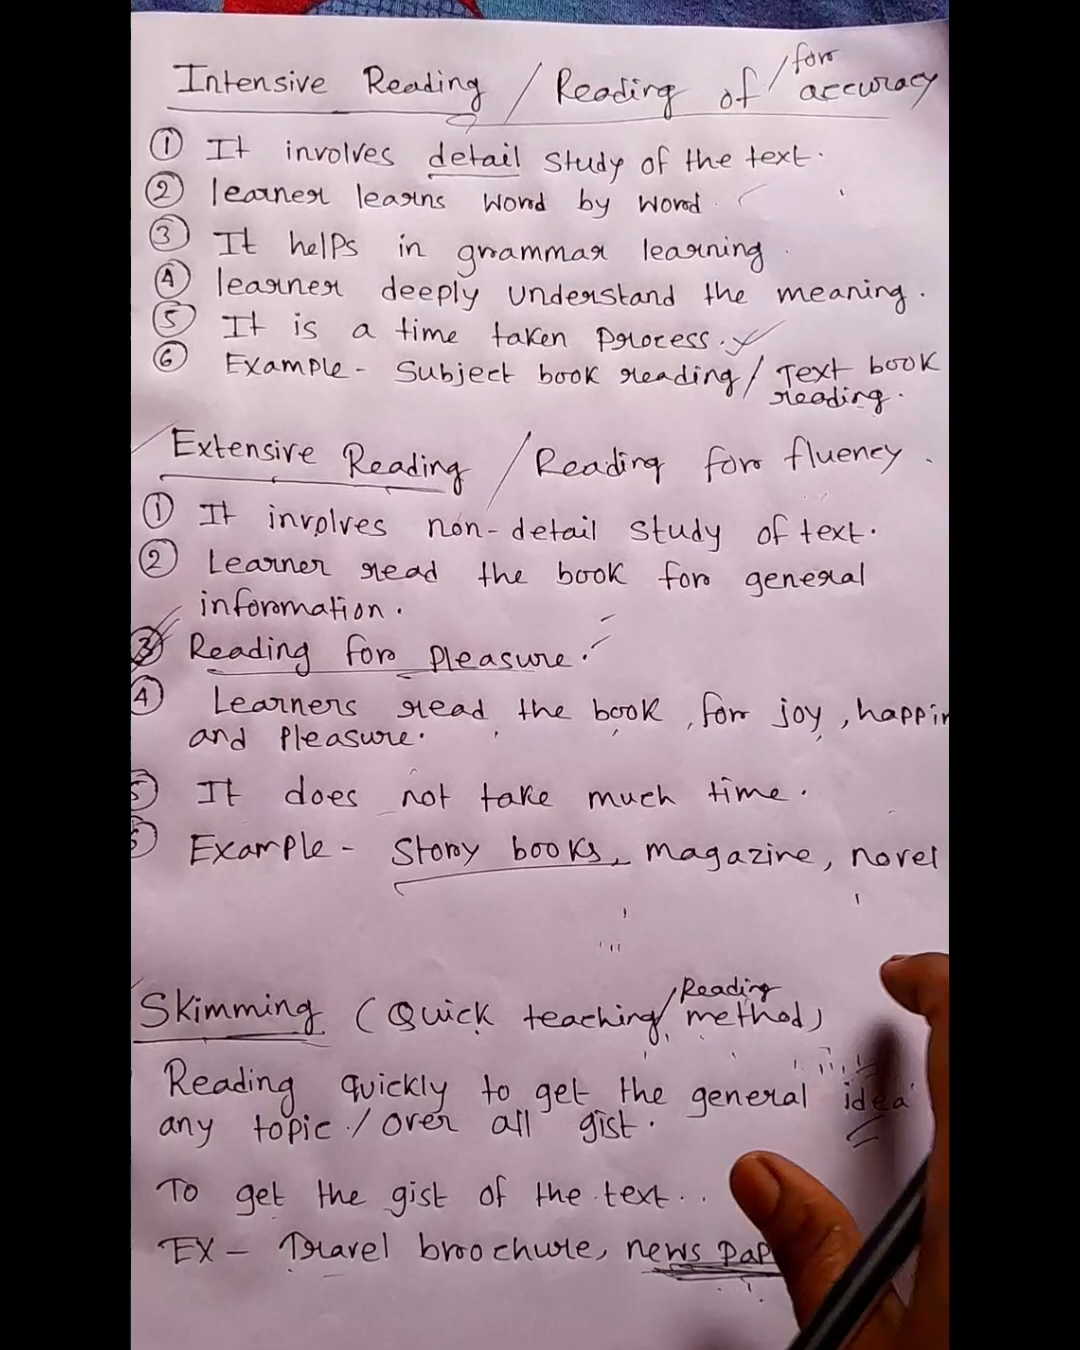 Intensive Reading / Reading of / for accuracy
① It involves detail study of the text.
② learner learns word by word.
③ It helps in grammar learning.
④ learner deeply understand the meaning.
⑤ It is a time taken process.
⑥ Example - Subject book reading / Text book
reading.
Extensive Reading / Reading for fluency.
① It involves non-detail study of text.
② Learner read the book for general
information.
③ Reading for pleasure.
④ Learners read the book, for joy, happin
and pleasure.
⑤ It does not take much time.
Example - Story books, magazine, novel
Skimming (Quick teaching / Reading method)
Reading quickly to get the general idea
any topic / over all gist.
To get the gist of the text..
EX - Travel broochure, news pap